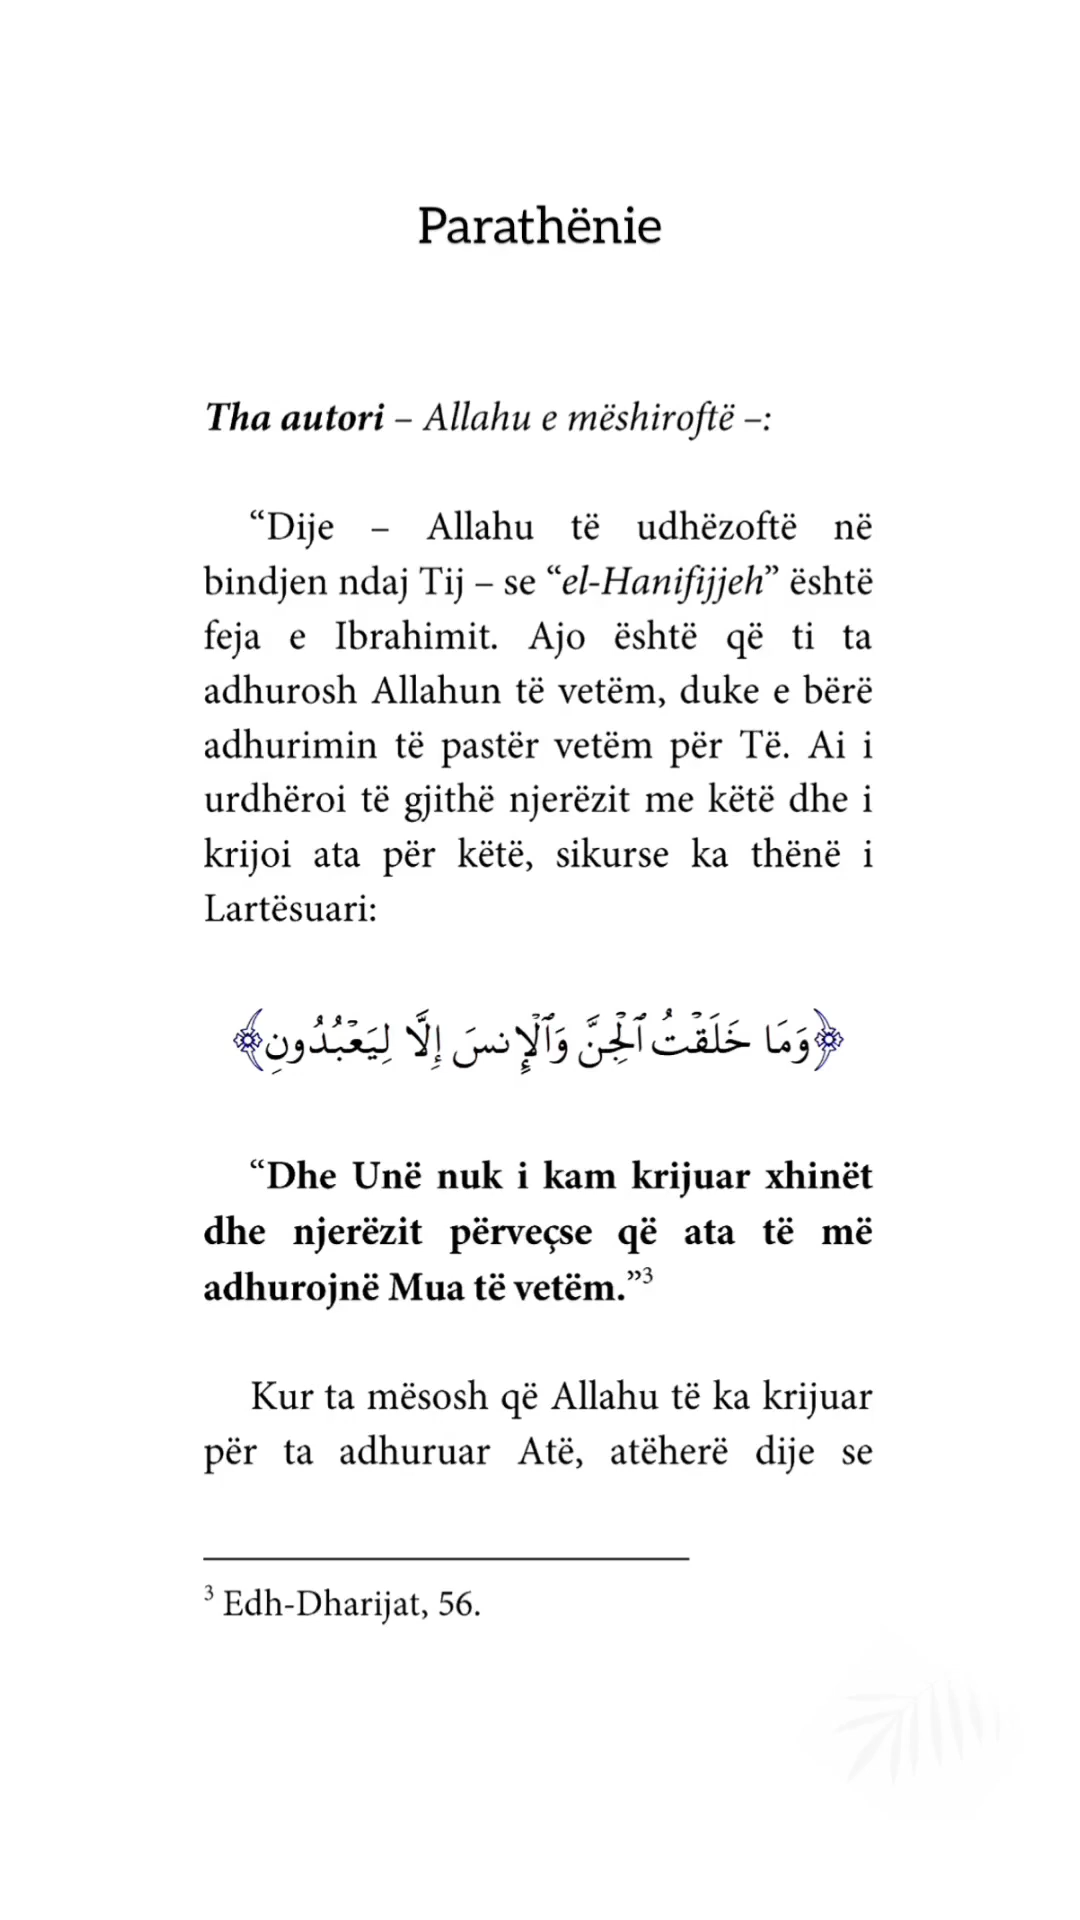 Parathënie
Tha autori – Allahu e mëshiroftë –:
“Dije – Allahu të udhëzoftë në
bindjen ndaj Tij – se “el-Hanifijjeh” është
feja e Ibrahimit. Ajo është që ti ta
adhurosh Allahun të vetëm, duke e bërë
adhurimin të pastër vetëm për Të. Ai i
urdhëroi të gjithë njerëzit me këtë dhe i
krijoi ata për këtë, sikurse ka thënë i
Lartësuari:
﴿وَمَا خَلَقْتُ ٱلْجِنَّ وَٱلْإِنسَ إِلَّا لِيَعْبُدُونِ﴾
“Dhe Unë nuk i kam krijuar xhinët
dhe njerëzit përveçse që ata të më
adhurojnë Mua të vetëm.”³
Kur ta mësosh që Allahu të ka krijuar
për ta adhuruar Atë, atëherë dije se
³ Edh-Dharijat, 56.